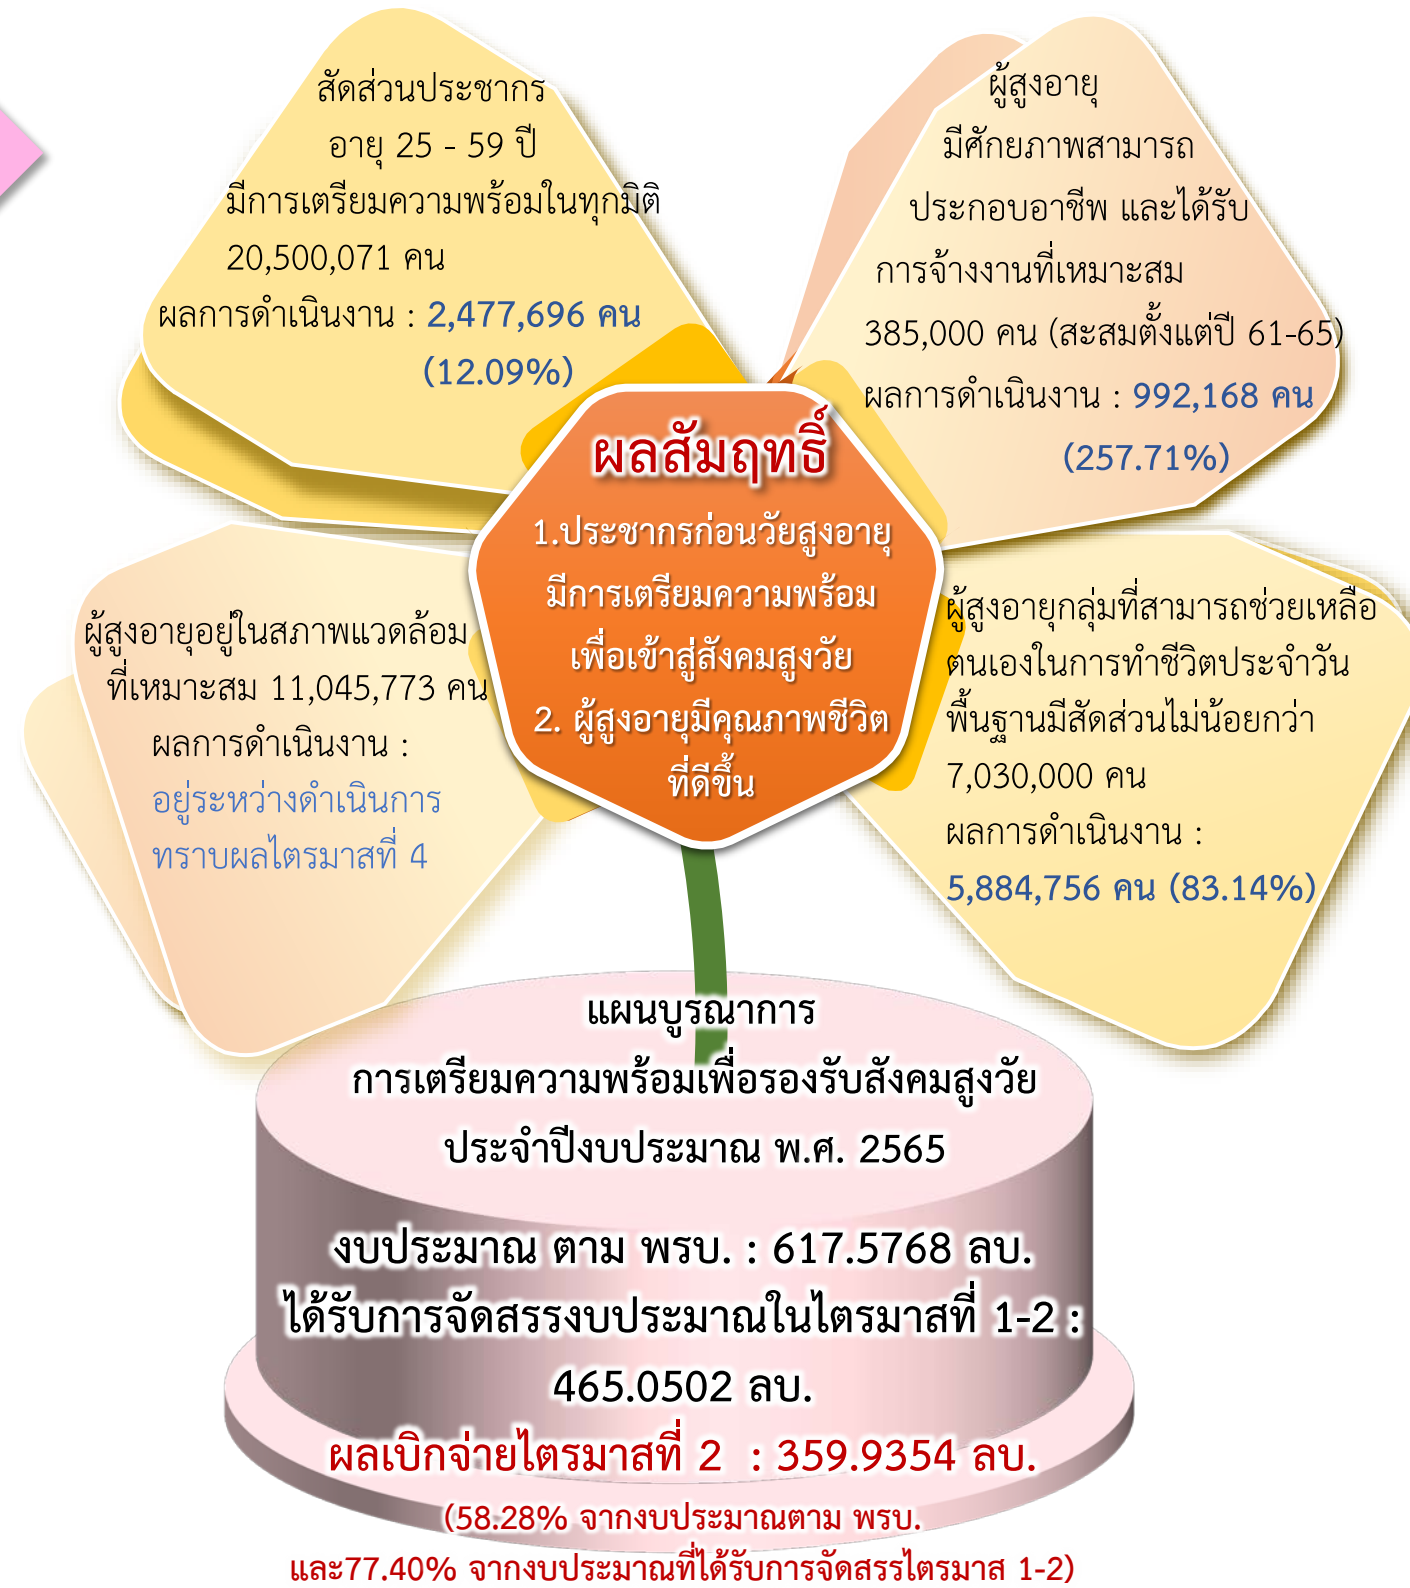 สัดส่วนประชากร
อายุ 25 - 59 ปี
มีการเตรียมความพร้อมในทุกมิติ
20,500,071 คน
ผลการดำเนินงาน : 2,477,696 คน
(12.09%)
ผู้สูงอายุ
มีศักยภาพสามารถ
ประกอบอาชีพ และได้รับ
การจ้างงานที่เหมาะสม
385,000 คน (สะสมตั้งแต่ปี 61-65)
ผลการดำเนินงาน : 992,168 คน
(257.71%)
ผลสัมฤทธิ์
1.ประชากรก่อนวัยสูงอายุ
มีการเตรียมความพร้อม
เพื่อเข้าสู่สังคมสูงวัย
2. ผู้สูงอายุมีคุณภาพชีวิต
ที่ดีขึ้น
ผู้สูงอายุอยู่ในสภาพแวดล้อม
ที่เหมาะสม 11,045,773 คน
ผลการดำเนินงาน :
อยู่ระหว่างดำเนินการ
ทราบผลไตรมาสที่ 4
ผู้สูงอายุกลุ่มที่สามารถช่วยเหลือ
ตนเองในการทำชีวิตประจำวัน
พื้นฐานมีสัดส่วนไม่น้อยกว่า
7,030,000 คน
ผลการดำเนินงาน :
5,884,756 คน (83.14%)
แผนบูรณาการ
การเตรียมความพร้อมเพื่อรองรับสังคมสูงวัย
ประจำปีงบประมาณ พ.ศ. 2565
งบประมาณ ตาม พรบ. : 617.5768 ลบ.
ได้รับการจัดสรรงบประมาณในไตรมาสที่ 1-2 :
465.0502 ลบ.
ผลเบิกจ่ายไตรมาสที่ 2 : 359.9354 ลบ.
(58.28% จากงบประมาณตาม พรบ.
และ77.40% จากงบประมาณที่ได้รับการจัดสรรไตรมาส 1-2)